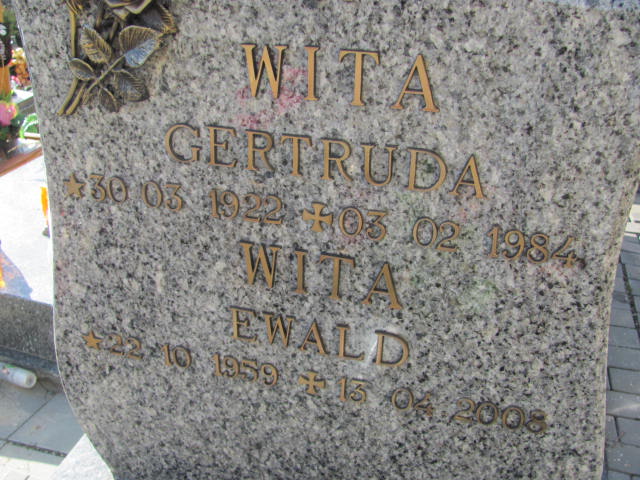 WITA
GERTRUDA
★30 03 1922 ✠ 03 02 1984
WITA
EWALD
★22 10 1959 ✠ 13 04 2008